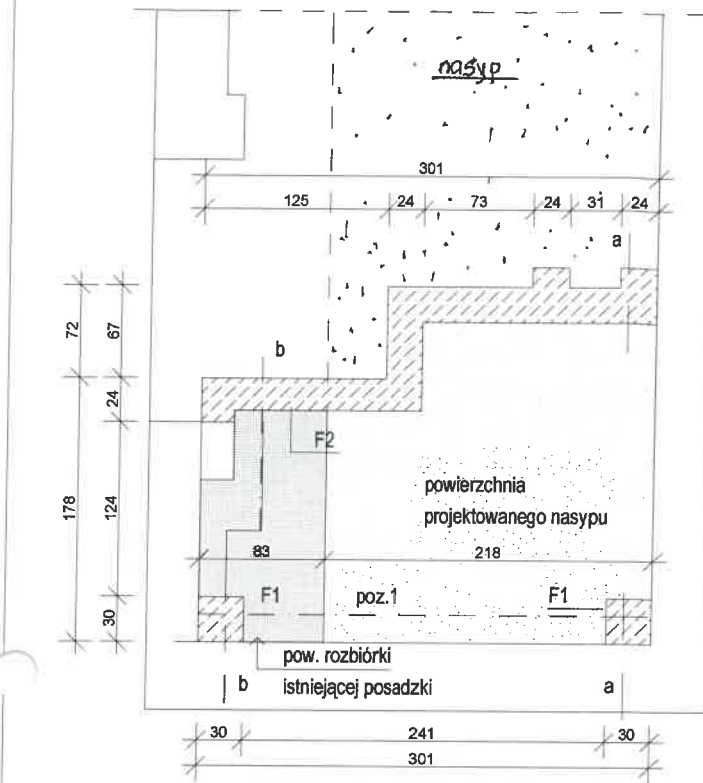 nasyp
301
125 24 73 24 31 24
a
72 67
b
24
F2
178 124
powierzchnia
projektowanego nasypu
83 218
F1 poz.1 F1
30
pow. rozbiórki
b istniejącej posadzki a
30 241 30
301